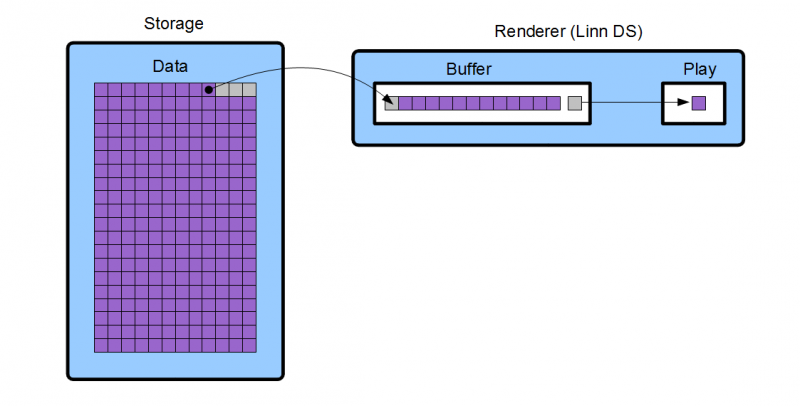 Storage
Data
Renderer (Linn DS)
Buffer
Play